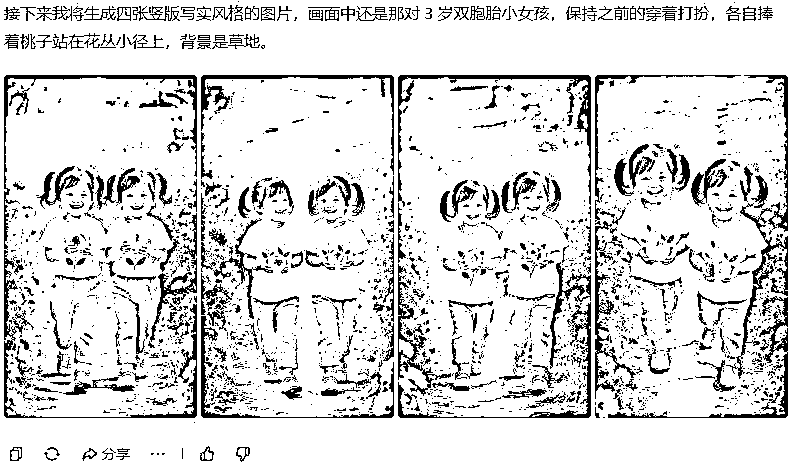 接下来我将生成四张竖版写实风格的图片，画面中还是那对 3 岁双胞胎小女孩，保持之前的穿着打扮，各自捧
着桃子站在花丛小径上，背景是草地。
分享